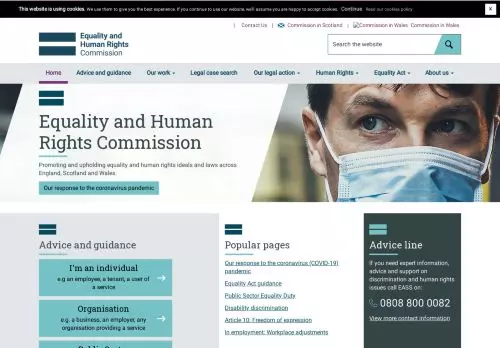 This website is using cookies. We use them to give you the best experience. If you continue to use our website, we'll assume you are happy to accept cookies. Continue Read our cookies policy X
| Contact Us | Commission in Scotland | Commission in Wales Commission in Wales
Equality and
Human Rights
Commission
Search the website
Home Advice and guidance Our work Legal case search Our legal action Human Rights Equality Act About us
Equality and Human
Rights Commission
Promoting and upholding equality and human rights ideals and laws across
England, Scotland and Wales
Our response to the coronavirus pandemic
Advice and guidance
I'm an individual
eg an employee, a tenant, a user of
a service
Organisation
e.g. a business, an employer, any
organisation providing a service
Popular pages
Our response to the coronavirus (COVID-19)
pandemic
Equality Act guidance
Public Sector Equality Duty
Disability discrimination
Article 10: Freedom of expression
In employment: Workplace adjustments
Advice line
If you need expert information,
advice and support on
discrimination and human rights
issues call EASS on:
0808 800 0082
View more contact information